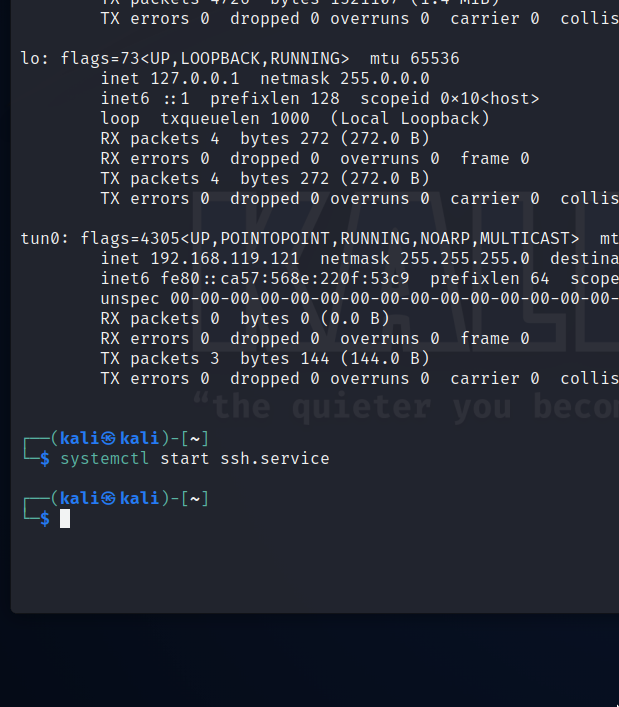 TX packets 4726  bytes 1521107 (1.4 MiB)
TX errors 0  dropped 0 overruns 0  carrier 0  collis
lo: flags=73<UP,LOOPBACK,RUNNING>  mtu 65536
inet 127.0.0.1  netmask 255.0.0.0
inet6 ::1  prefixlen 128  scopeid 0×10<host>
loop  txqueuelen 1000  (Local Loopback)
RX packets 4  bytes 272 (272.0 B)
RX errors 0  dropped 0  overruns 0  frame 0
TX packets 4  bytes 272 (272.0 B)
TX errors 0  dropped 0 overruns 0  carrier 0  collis
tun0: flags=4305<UP,POINTOPOINT,RUNNING,NOARP,MULTICAST>  mt
inet 192.168.119.121  netmask 255.255.255.0  destina
inet6 fe80::ca57:568e:220f:53c9  prefixlen 64  scope
unspec 00-00-00-00-00-00-00-00-00-00-00-00-00-00-00-
RX packets 0  bytes 0 (0.0 B)
RX errors 0  dropped 0  overruns 0  frame 0
TX packets 3  bytes 144 (144.0 B)
TX errors 0  dropped 0 overruns 0  carrier 0  collis
“the quieter you becom
┌──(kali㉿kali)-[~]
└─$ systemctl start ssh.service
┌──(kali㉿kali)-[~]
└─$